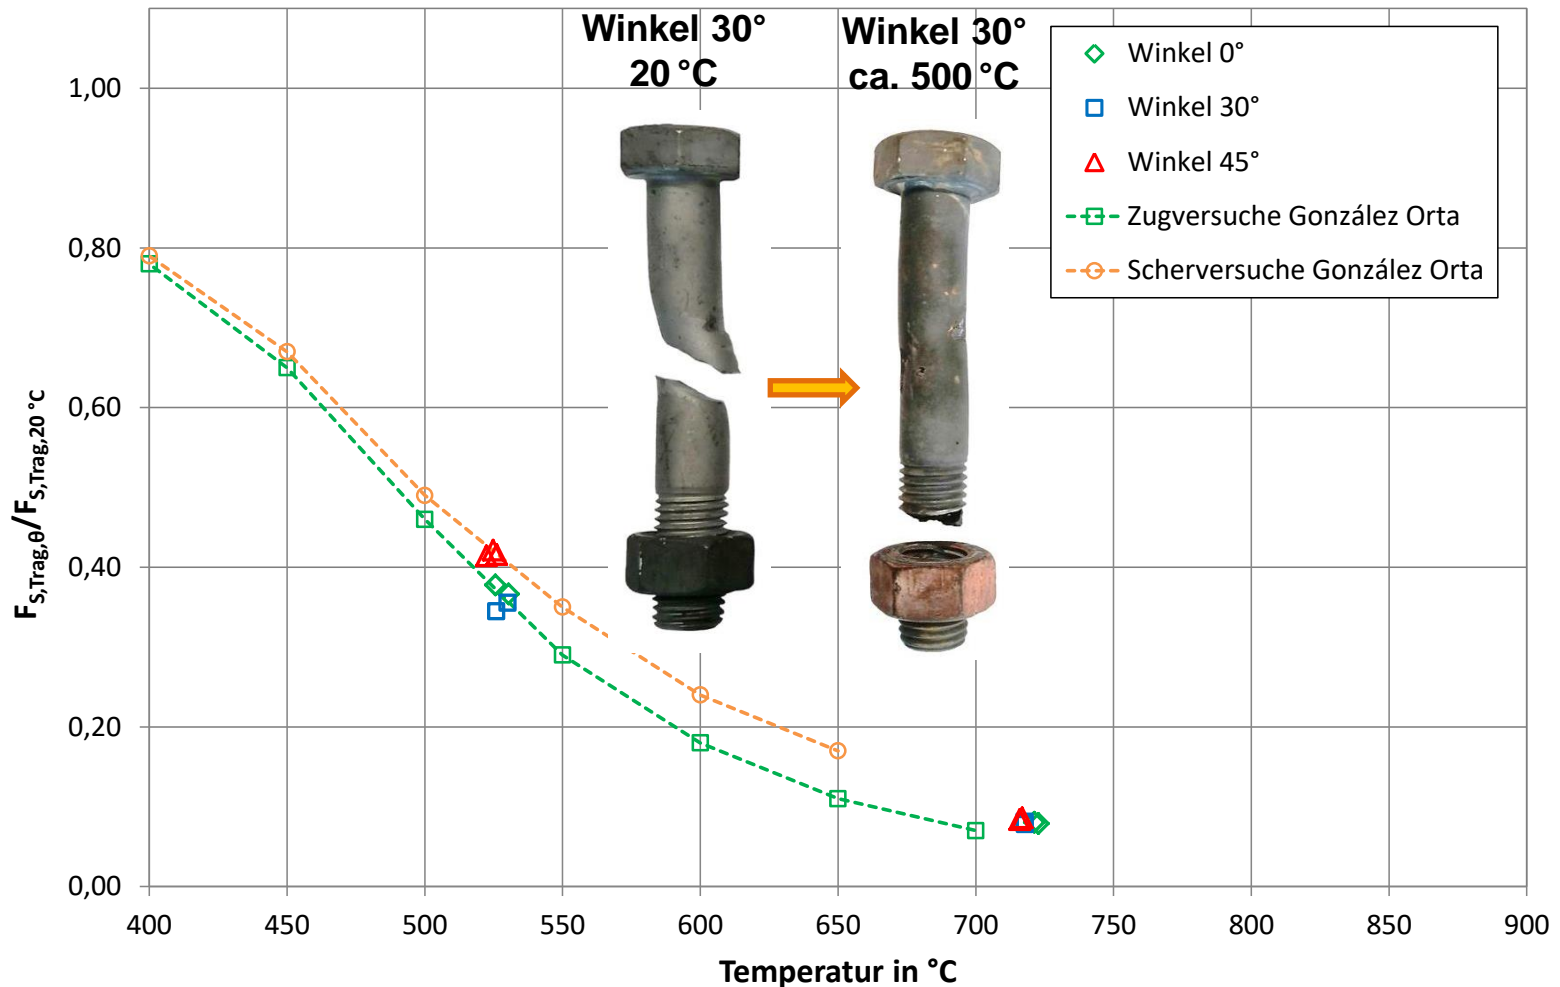 Winkel 30°
20 °C
Winkel 30°
ca. 500 °C
Winkel 0°
Winkel 30°
Winkel 45°
Zugversuche González Orta
Scherversuche González Orta
F_S,Trag,θ/F_S,Trag,20 °C
1,00
0,80
0,60
0,40
0,20
0,00
400 450 500 550 600 650 700 750 800 850 900
Temperatur in °C